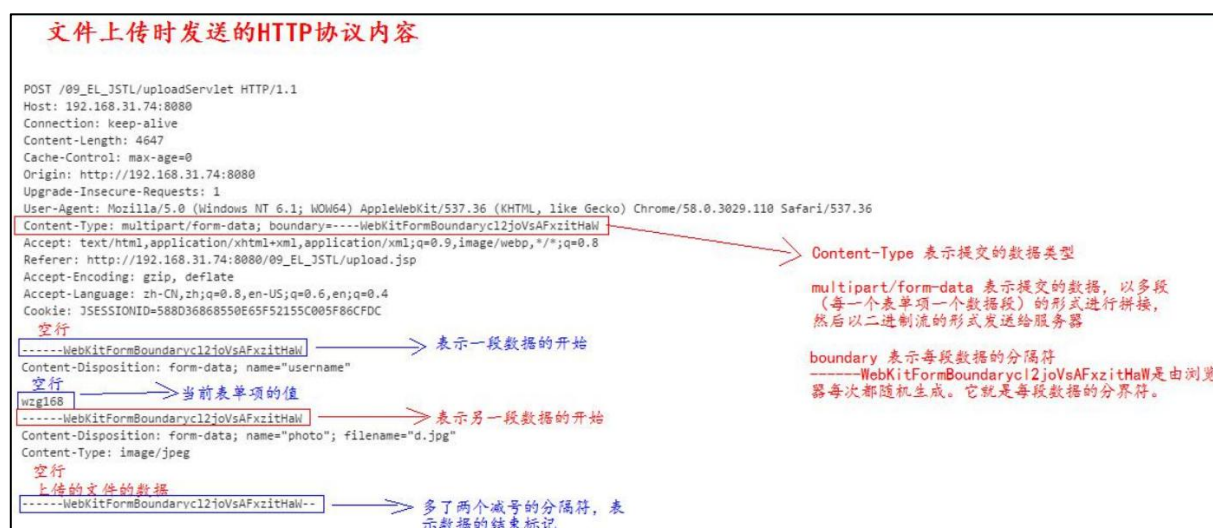 文件上传时发送的HTTP协议内容
POST /09_EL_JSTL/uploadServlet HTTP/1.1
Host: 192.168.31.74:8080
Connection: keep-alive
Content-Length: 4647
Cache-Control: max-age=0
Origin: http://192.168.31.74:8080
Upgrade-Insecure-Requests: 1
User-Agent: Mozilla/5.0 (Windows NT 6.1; WOW64) AppleWebKit/537.36 (KHTML, like Gecko) Chrome/58.0.3029.110 Safari/537.36
Content-Type: multipart/form-data; boundary=----WebKitFormBoundarycl2joVsAFxzitHaW
Accept: text/html,application/xhtml+xml,application/xml;q=0.9,image/webp,*/*;q=0.8
Referer: http://192.168.31.74:8080/09_EL_JSTL/upload.jsp
Accept-Encoding: gzip, deflate
Accept-Language: zh-CN,zh;q=0.8,en-US;q=0.6,en;q=0.4
Cookie: JSESSIONID=588D36868550E65F52155C005F86CFDC
空行
------WebKitFormBoundarycl2joVsAFxzitHaW
表示一段数据的开始
Content-Disposition: form-data; name="username"
空行
wzg168
当前表单项的值
------WebKitFormBoundarycl2joVsAFxzitHaW
表示另一段数据的开始
Content-Disposition: form-data; name="photo"; filename="d.jpg"
Content-Type: image/jpeg
空行
上传的文件的数据
------WebKitFormBoundarycl2joVsAFxzitHaW--
多了两个减号的分隔符，表
示数据的结束标记
Content-Type 表示提交的数据类型
multipart/form-data 表示提交的数据，以多段
（每一个表单项一个数据段）的形式进行拼接，
然后以二进制流的形式发送给服务器
boundary 表示每段数据的分隔符
------WebKitFormBoundarycl2joVsAFxzitHaW是由浏览
器每次都随机生成。它就是每段数据的分界符。